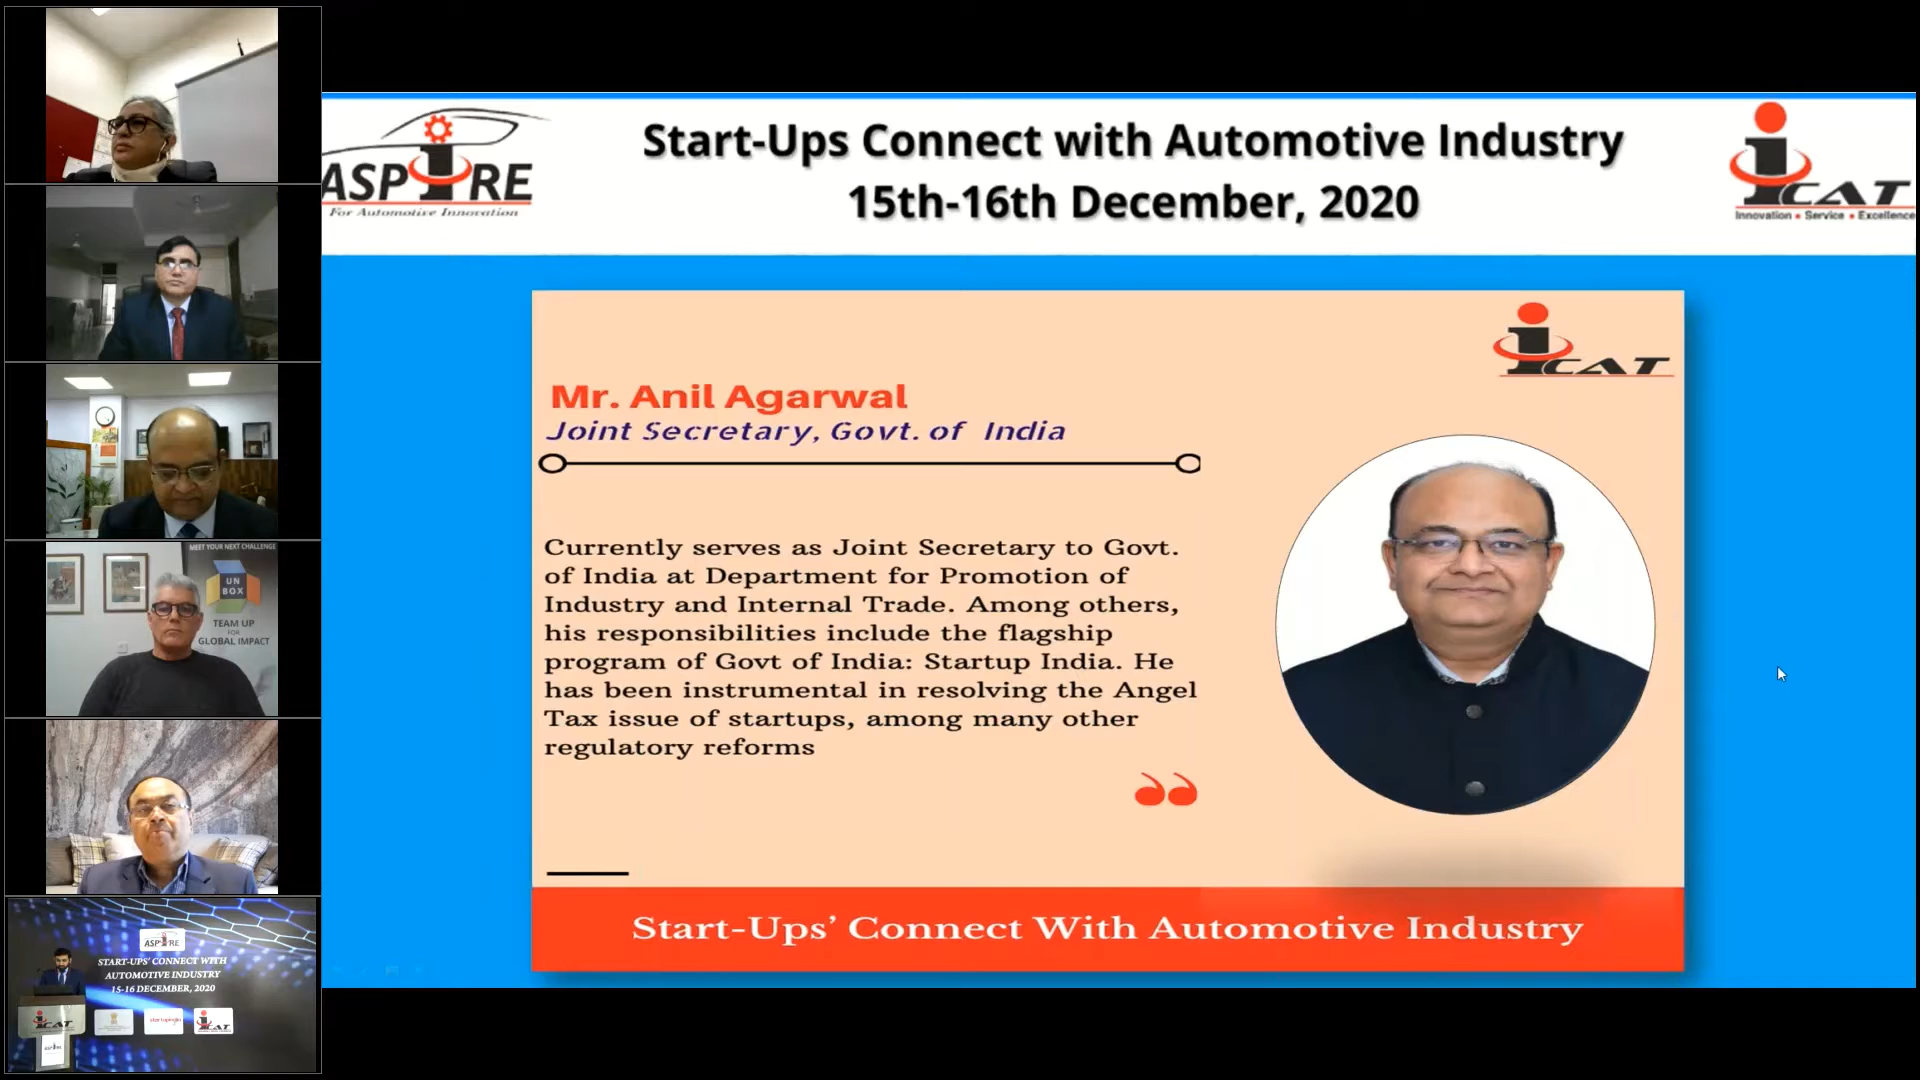 ASPIRE
For Automotive Innovation
Start-Ups Connect with Automotive Industry
15th-16th December, 2020
iCAT
Innovation • Service • Excellence
iCAT
Mr. Anil Agarwal
Joint Secretary, Govt. of India
Currently serves as Joint Secretary to Govt.
of India at Department for Promotion of
Industry and Internal Trade. Among others,
his responsibilities include the flagship
program of Govt of India: Startup India. He
has been instrumental in resolving the Angel
Tax issue of startups, among many other
regulatory reforms
Start-Ups’ Connect With Automotive Industry
MEET YOUR NEXT CHALLENGE
UN
BOX
TEAM UP
FOR
GLOBAL IMPACT
ASPIRE
START-UPS' CONNECT WITH
AUTOMOTIVE INDUSTRY
15-16 DECEMBER, 2020
iCAT
startupindia
iCAT
ASPIRE